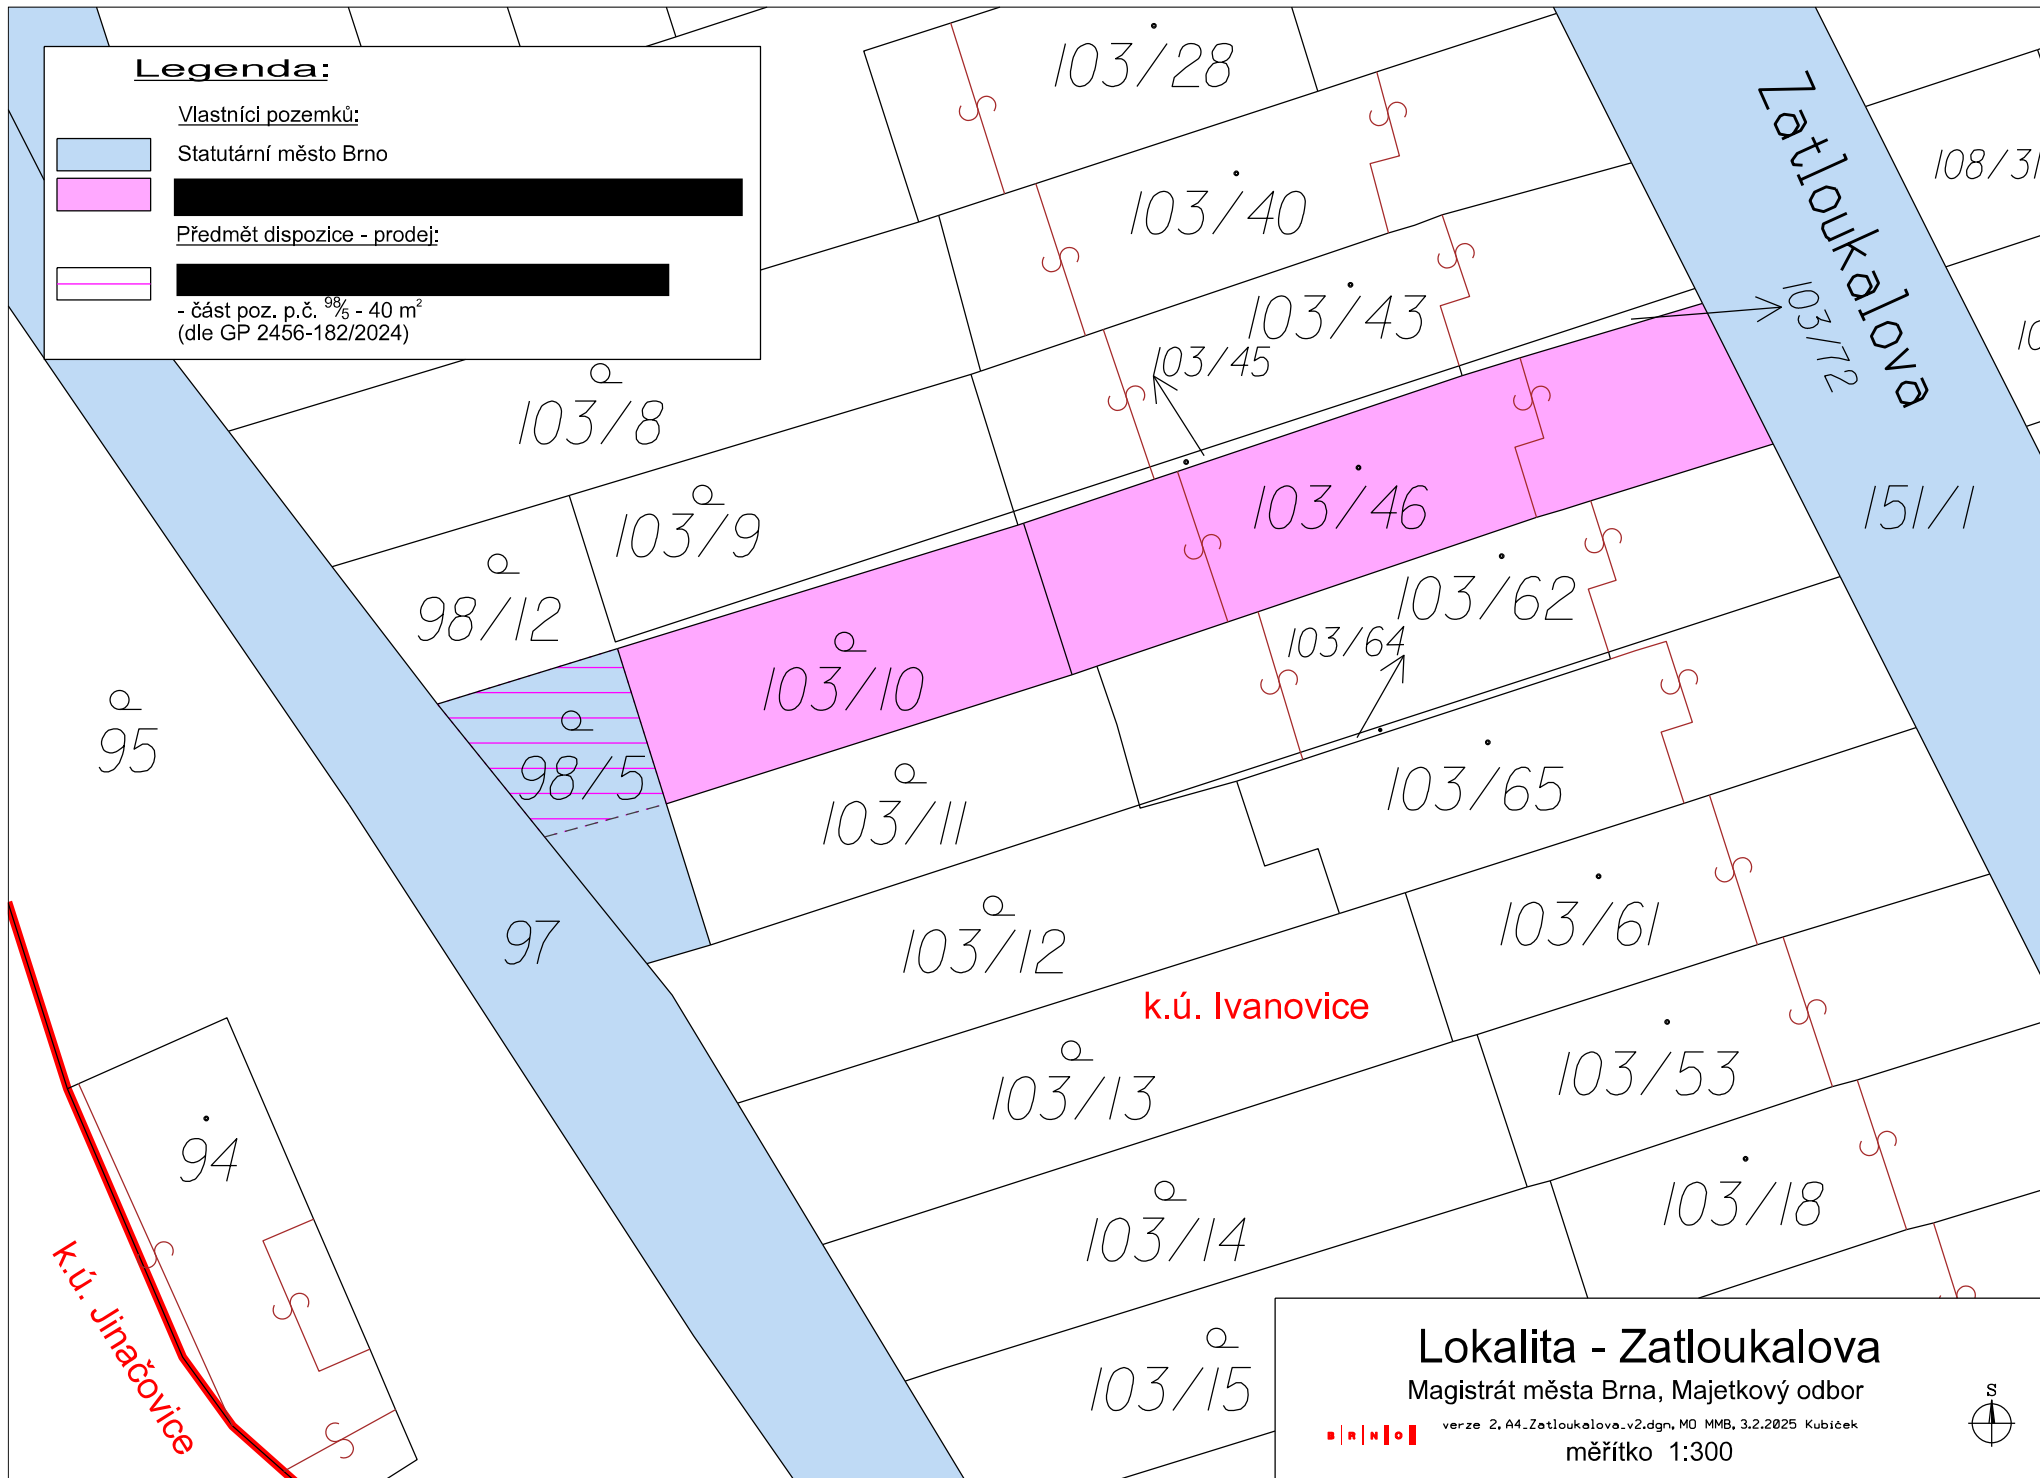 Legenda:
Vlastníci pozemků:
Statutární město Brno
Předmět dispozice - prodej:
- část poz. p.č. 98/5 - 40 m²
(dle GP 2456-182/2024)
103/28
108/31
103/40
Zatloukalova
103/43
103/72
103/45
103/8
103/46
151/1
103/9
98/12
103/62
103/64
103/10
95
98/5
103/65
103/11
103/61
97
103/12
k.ú. Ivanovice
103/53
103/13
94
103/18
103/14
k.ú. Jinačovice
103/15
Lokalita - Zatloukalova
Magistrát města Brna, Majetkový odbor
S
BRNO
verze 2, A4_Zatloukalova_v2.dgn, MO MMB, 3.2.2025 Kubíček
měřítko 1:300